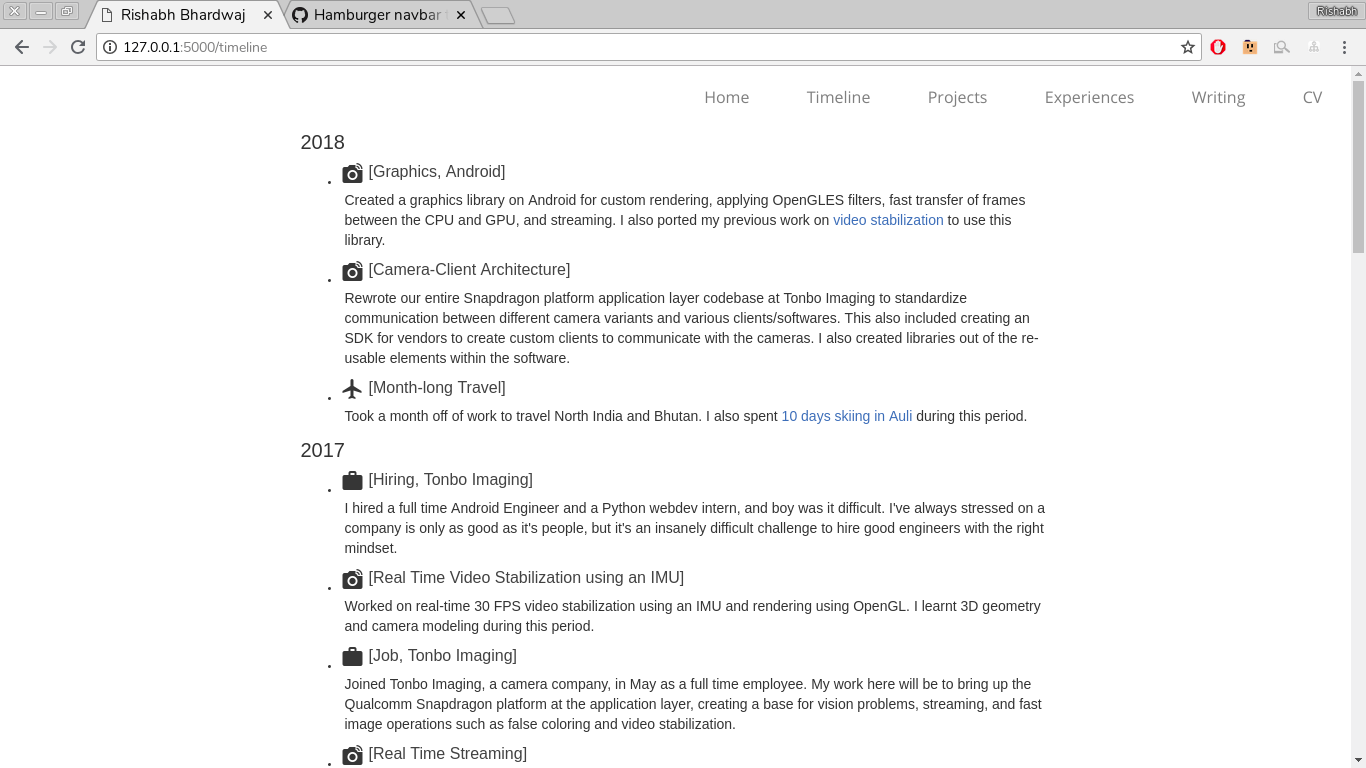 Rishabh Bhardwaj
Hamburger navbar
Rishabh
127.0.0.1:5000/timeline
Home Timeline Projects Experiences Writing CV
2018
[Graphics, Android]
Created a graphics library on Android for custom rendering, applying OpenGLES filters, fast transfer of frames
between the CPU and GPU, and streaming. I also ported my previous work on video stabilization to use this
library.
[Camera-Client Architecture]
Rewrote our entire Snapdragon platform application layer codebase at Tonbo Imaging to standardize
communication between different camera variants and various clients/softwares. This also included creating an
SDK for vendors to create custom clients to communicate with the cameras. I also created libraries out of the re-
usable elements within the software.
[Month-long Travel]
Took a month off of work to travel North India and Bhutan. I also spent 10 days skiing in Auli during this period.
2017
[Hiring, Tonbo Imaging]
I hired a full time Android Engineer and a Python webdev intern, and boy was it difficult. I've always stressed on a
company is only as good as it's people, but it's an insanely difficult challenge to hire good engineers with the right
mindset.
[Real Time Video Stabilization using an IMU]
Worked on real-time 30 FPS video stabilization using an IMU and rendering using OpenGL. I learnt 3D geometry
and camera modeling during this period.
[Job, Tonbo Imaging]
Joined Tonbo Imaging, a camera company, in May as a full time employee. My work here will be to bring up the
Qualcomm Snapdragon platform at the application layer, creating a base for vision problems, streaming, and fast
image operations such as false coloring and video stabilization.
[Real Time Streaming]